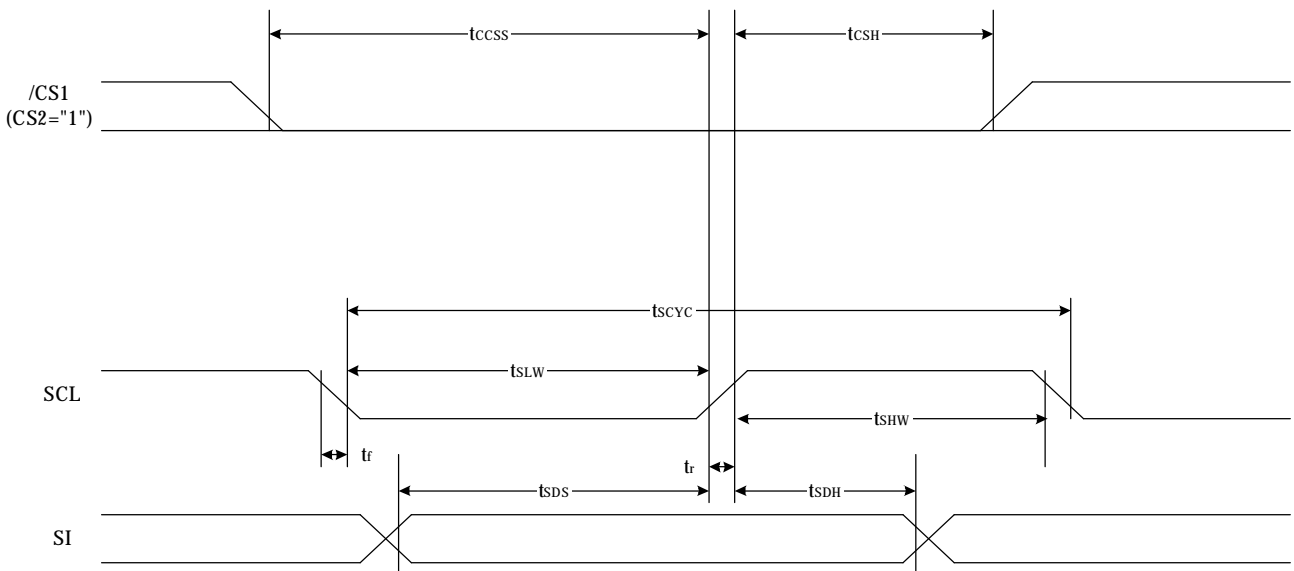 tCCSS
tCSH
/CS1
(CS2="1")
tSCYC
tSLW
SCL
tSHW
tf
tr
tSDS
tSDH
SI